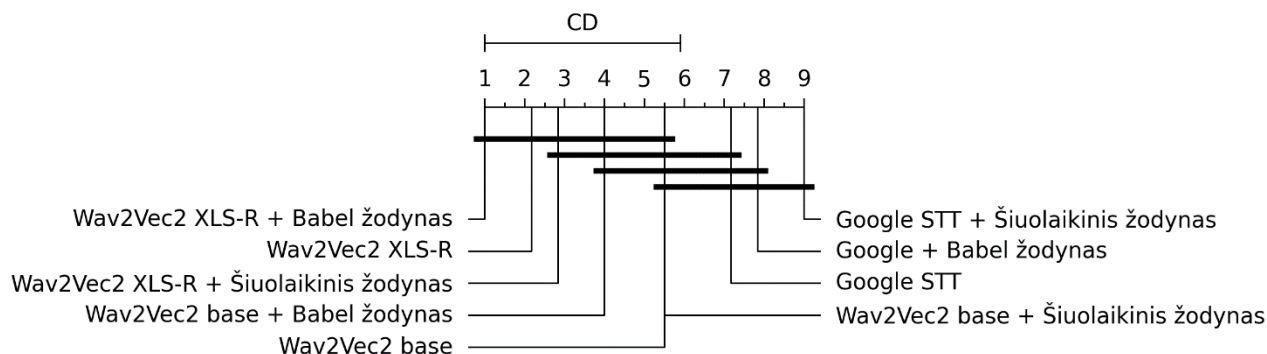 CD
1 2 3 4 5 6 7 8 9
Wav2Vec2 XLS-R + Babel žodynas
Wav2Vec2 XLS-R
Wav2Vec2 XLS-R + Šiuolaikinis žodynas
Wav2Vec2 base + Babel žodynas
Wav2Vec2 base
Google STT + Šiuolaikinis žodynas
Google + Babel žodynas
Google STT
Wav2Vec2 base + Šiuolaikinis žodynas